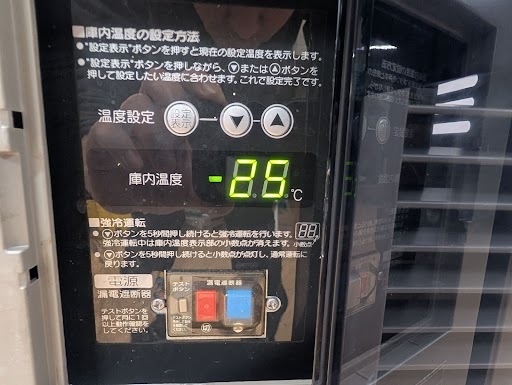 ■庫内温度の設定方法
●"設定表示"ボタンを押すと現在の設定温度を表示します。
●"設定表示"ボタンを押しながら、▼または▲ボタンを
押して設定したい温度に合わせます。これで設定完了です。
温度設定 設定表示 ▼ ▲
庫内温度 -25 ℃
■強冷運転
●▼ボタンを5秒間押し続けると強冷運転を行います。
強冷運転中は庫内温度表示部の小数点が消えます。 小数点
●▼ボタンを5秒間押し続けると小数点が点灯し、通常運転に
戻ります。
電源
漏電遮断器
テストボタンを
押して月に1回
以上動作確認を
してください。
テスト
ボタン
漏電遮断器
切